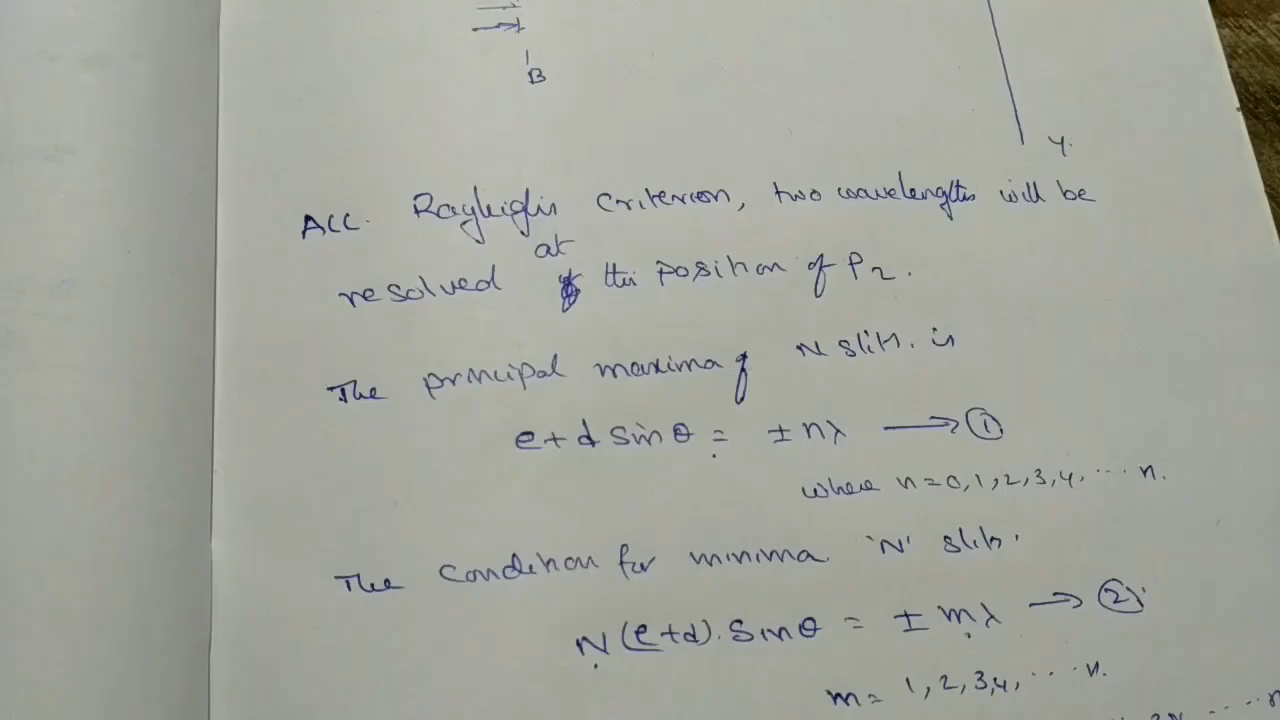 B
Y.
ACC. Rayleigh's Criterion, two wavelengths will be
at
resolved the position of P2.
The principal maxima of N slits. is
e+d sinθ = ±nλ → ①
where n=0,1,2,3,4,....n.
The condition for minima 'N' slits.
N(e+d).Sinθ = ±mλ → ②
m= 1,2,3,4,....n.